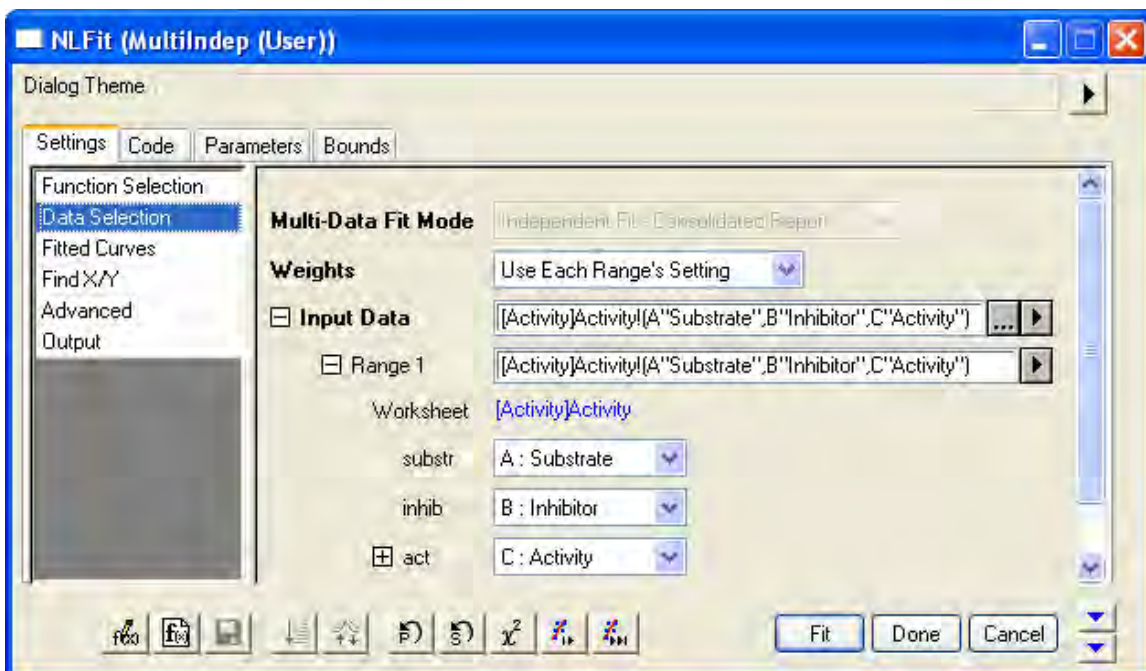 NLFit (MultiIndep (User))
Dialog Theme
Settings Code Parameters Bounds
Function Selection
Data Selection
Fitted Curves
Find X/Y
Advanced
Output
Multi-Data Fit Mode Independent Fit - Consolidated Report
Weights Use Each Range's Setting
Input Data [Activity]Activity!(A"Substrate",B"Inhibitor",C"Activity") ...
Range 1 [Activity]Activity!(A"Substrate",B"Inhibitor",C"Activity")
Worksheet [Activity]Activity
substr A : Substrate
inhib B : Inhibitor
act C : Activity
f(x) P S χ² Fit Done Cancel